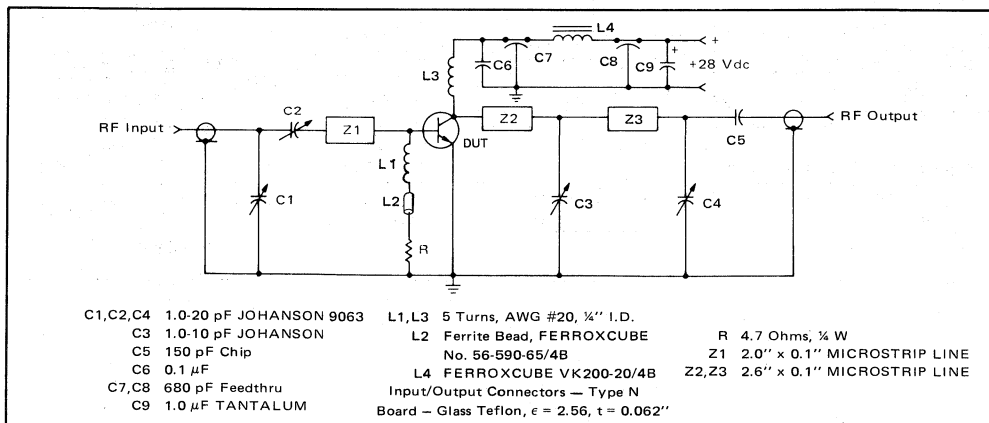 L4
C6
C7
C8
C9
+
+
+28 Vdc
L3
C2
RF Input
Z1
Z2
Z3
RF Output
DUT
C5
L1
C1
L2
C3
C4
R
C1,C2,C4 1.0-20 pF JOHANSON 9063
C3 1.0-10 pF JOHANSON
C5 150 pF Chip
C6 0.1 μF
C7,C8 680 pF Feedthru
C9 1.0 μF TANTALUM
L1,L3 5 Turns, AWG #20, ¼" I.D.
L2 Ferrite Bead, FERROXCUBE
No. 56-590-65/4B
L4 FERROXCUBE VK200-20/4B
Input/Output Connectors — Type N
Board — Glass Teflon, ε = 2.56, t = 0.062"
R 4.7 Ohms, ¼ W
Z1 2.0" x 0.1" MICROSTRIP LINE
Z2,Z3 2.6" x 0.1" MICROSTRIP LINE